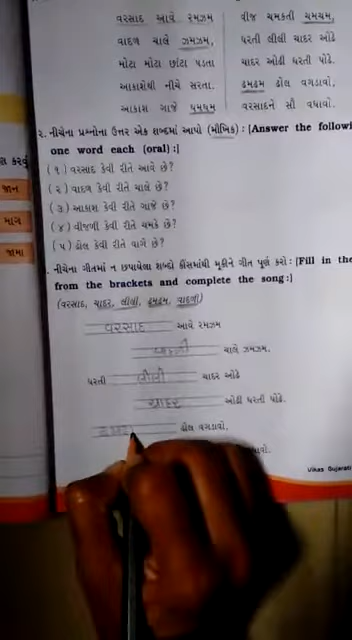 વરસાદ આવે રમઝમ
વાદળ ચાલે ઝમઝમ,
મોટા મોટા છાંટા પડતા
આકાશેથી નીચે સરતા.
આકાશ ગાજે ધમધમ
વીજ ચમકતી ચમચમ,
ધરતી લીલી ચાદર ઓઢે
ચાદર ઓઢી ધરતી પોઢે.
ઢમઢમ ઢોલ વગડાવો,
વરસાદને સૌ વધાવો.
૨. નીચેના પ્રશ્નોના ઉત્તર એક શબ્દમાં આપો (મૌખિક) : [Answer the followi
one word each (oral) :]
(૧) વરસાદ કેવી રીતે આવે છે?
(૨) વાદળ કેવી રીતે ચાલે છે?
(૩) આકાશ કેવી રીતે ગાજે છે?
(૪) વીજળી કેવી રીતે ચમકે છે?
(૫) ઢોલ કેવી રીતે વાગે છે?
નીચેના ગીતમાં ન છપાયેલા શબ્દો કૌંસમાંથી મૂકીને ગીત પૂર્ણ કરો : [Fill in the
from the brackets and complete the song :]
(વરસાદ, ચાદર, લીલી, ઢમઢમ, વાદળી)
વરસાદ આવે રમઝમ
વાદળી ચાલે ઝમઝમ.
ધરતી લીલી ચાદર ઓઢે
ચાદર ઓઢી ધરતી પોઢે.
ઢોલ વગડાવો,
Vikas Gujarati
જાન
માગ
જામા